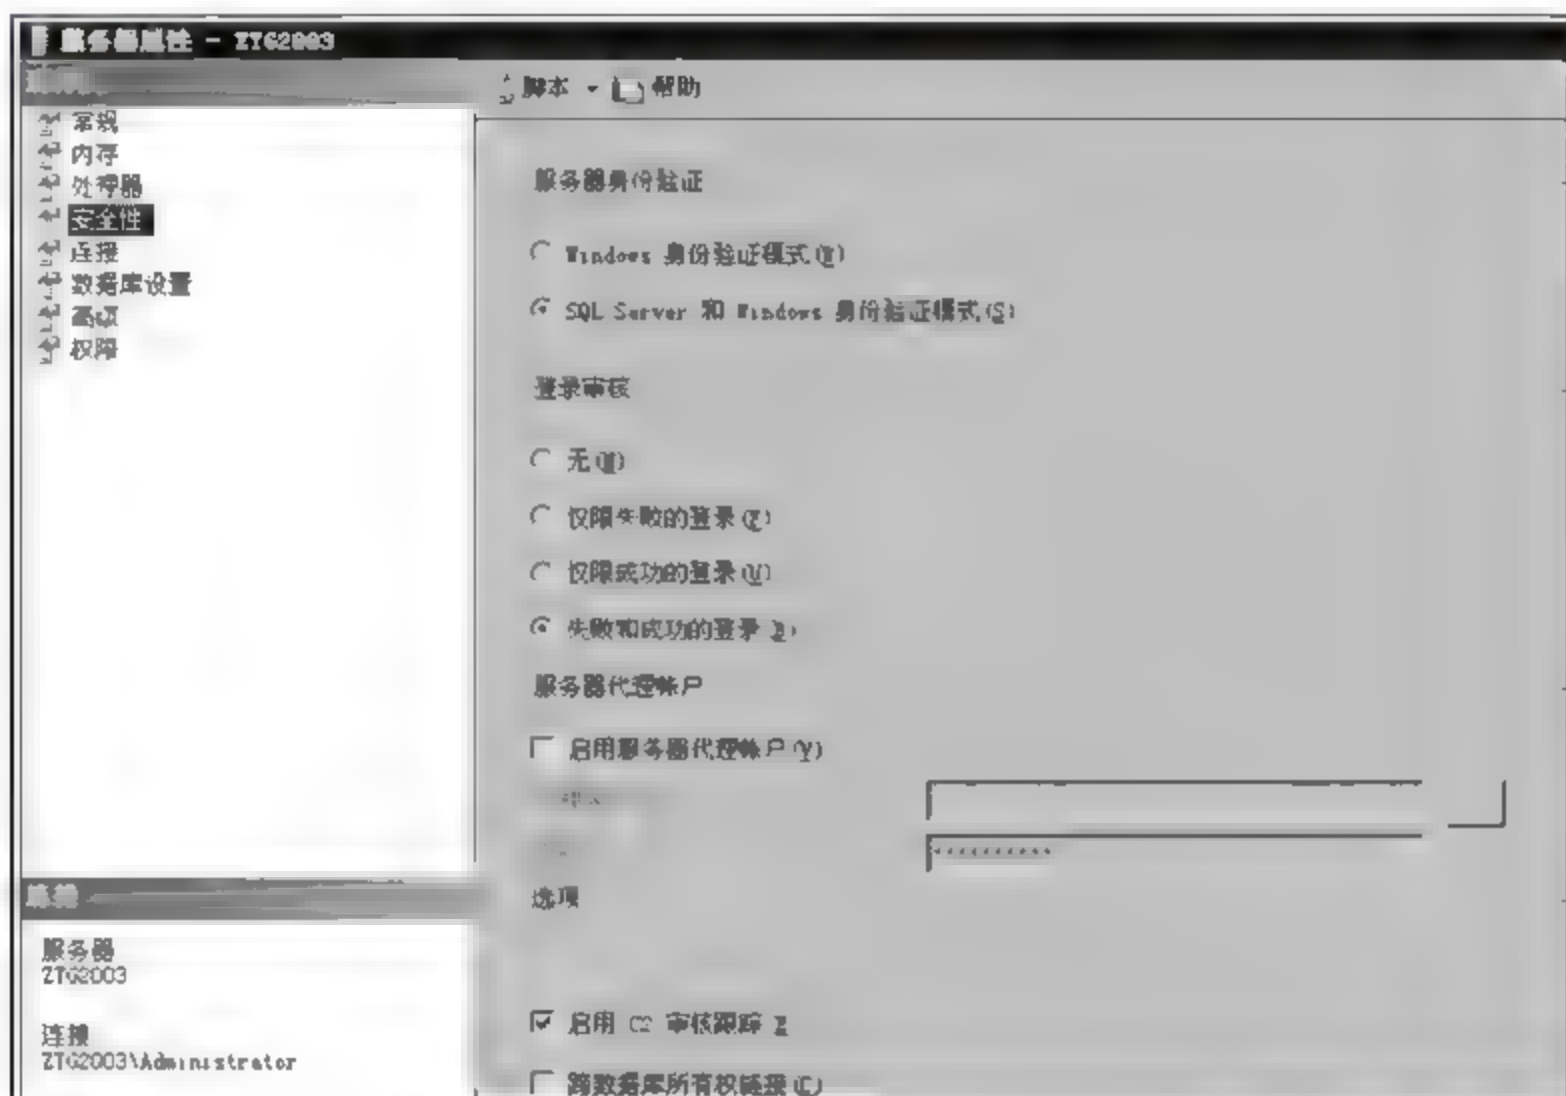 服务器属性 - ZTG2003
脚本 帮助
常规
内存
处理器
安全性
连接
数据库设置
高级
权限
服务器身份验证
Windows 身份验证模式(W)
SQL Server 和 Windows 身份验证模式(S)
登录审核
无(N)
仅限失败的登录(F)
仅限成功的登录(U)
失败和成功的登录(B)
服务器代理帐户
启用服务器代理帐户(Y)
**********
选项
启用 C2 审核跟踪
跨数据库所有权链接(C)
连接
服务器
ZTG2003
连接
ZTG2003\Administrator